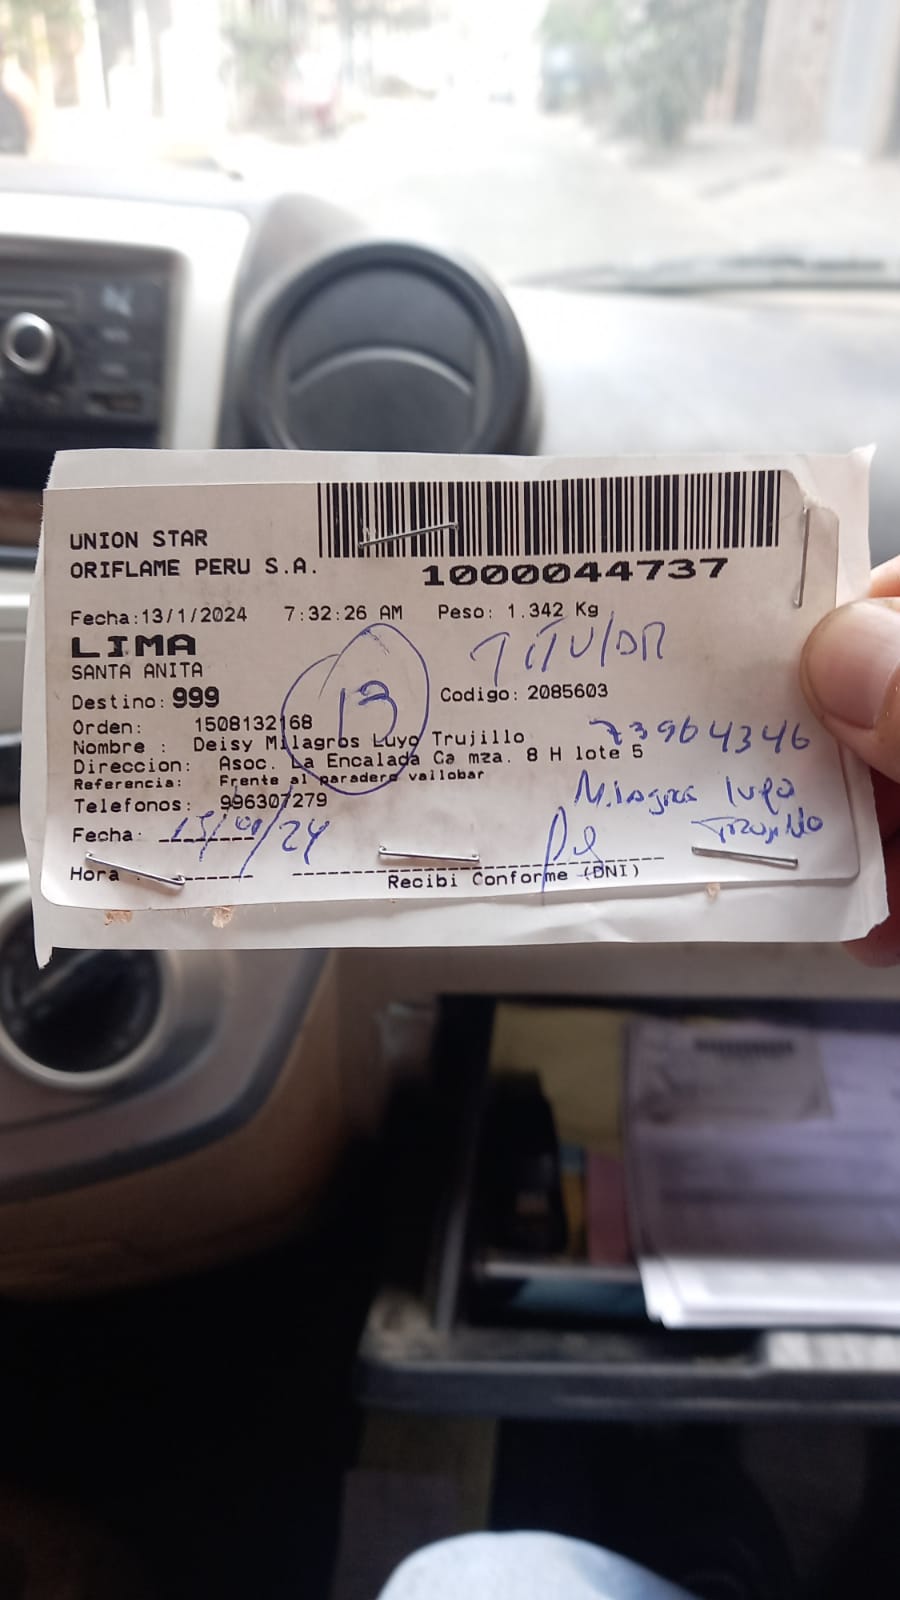 UNION STAR
ORIFLAME PERU S.A.
1000044737
Fecha:13/1/2024 7:32:26 AM Peso: 1.342 Kg
LIMA
TITULAR
SANTA ANITA
Destino: 999
13
Codigo: 2085603
Orden: 1508132168
73964346
Nombre : Deisy Milagros Luyo Trujillo
Direccion: Asoc. La Encalada Ca mza. 8 H lote 5
Referencia: Frente al paradero vallobar
Telefonos: 996307279
Milagros Luyo
Trujillo
Fecha: /24
Hora :
Recibi Conforme (DNI)